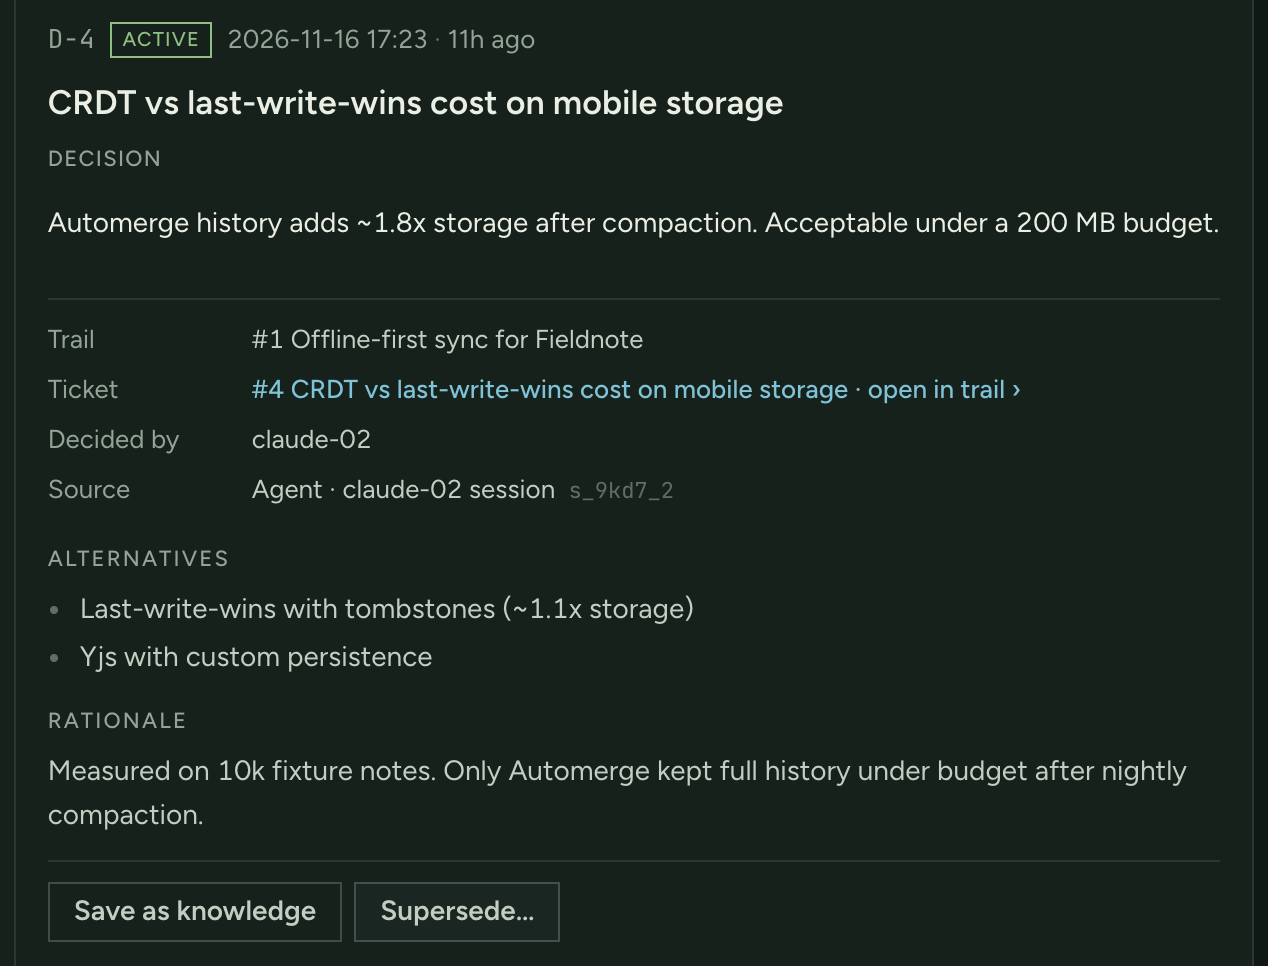 D-4 ACTIVE 2026-11-16 17:23 · 11h ago
CRDT vs last-write-wins cost on mobile storage
DECISION
Automerge history adds ~1.8x storage after compaction. Acceptable under a 200 MB budget.
Trail #1 Offline-first sync for Fieldnote
Ticket #4 CRDT vs last-write-wins cost on mobile storage · open in trail ›
Decided by claude-02
Source Agent · claude-02 session s_9kd7_2
ALTERNATIVES
• Last-write-wins with tombstones (~1.1x storage)
• Yjs with custom persistence
RATIONALE
Measured on 10k fixture notes. Only Automerge kept full history under budget after nightly
compaction.
Save as knowledge Supersede...